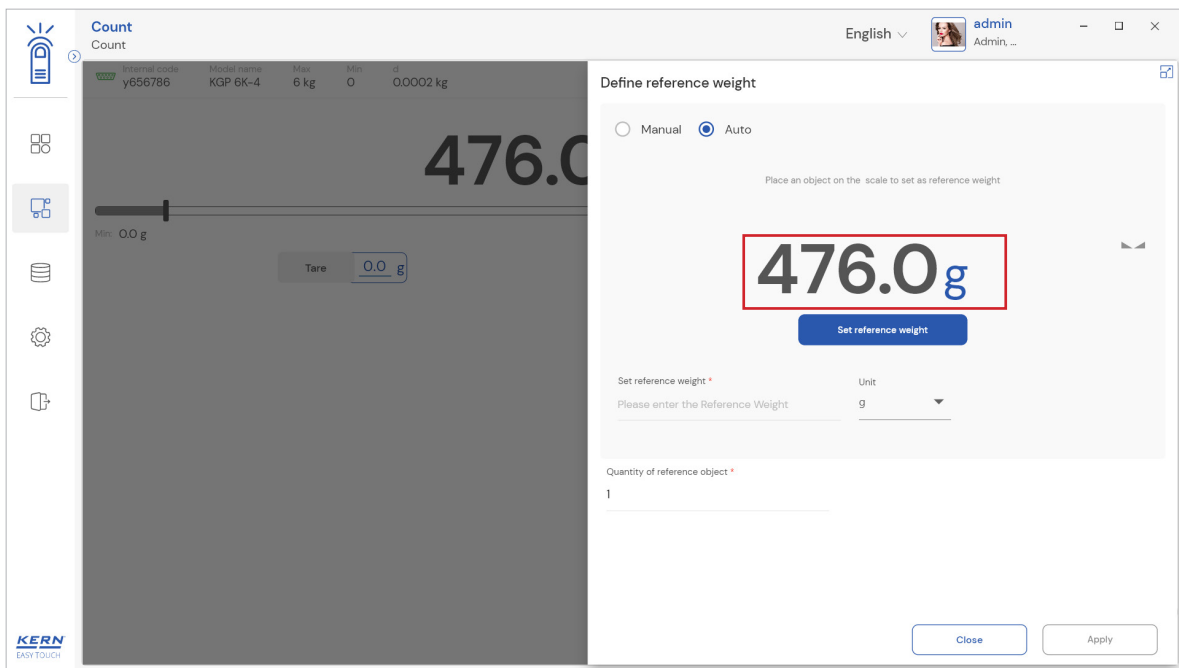 Count
Count
English
admin
Admin, ...
Internal code Model name Max Min d
y656786 KGP 6K-4 6 kg 0 0.0002 kg
476.0
Min: 0.0 g
Tare 0.0 g
Define reference weight
Manual Auto
Place an object on the scale to set as reference weight
476.0 g
Set reference weight
Set reference weight * Unit
Please enter the Reference Weight g
Quantity of reference object *
1
Close Apply
KERN
EASY TOUCH